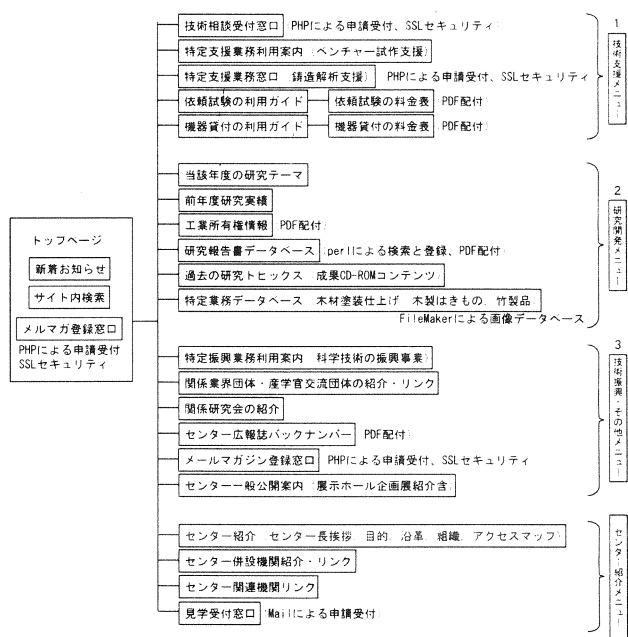 技術相談受付窓口 (PHPによる申請受付、SSLセキュリティ)
特定支援業務利用案内 (ベンチャー試作支援)
特定支援業務窓口 (鋳造解析支援) PHPによる申請受付、SSLセキュリティ
依頼試験の利用ガイド 依頼試験の料金表 (PDF配付)
機器貸付の利用ガイド 機器貸付の料金表 (PDF配付)
1
技術支援メニュー
当該年度の研究テーマ
前年度研究実績
工業所有権情報 (PDF配付)
研究報告書データベース (perlによる検索と登録、PDF配付)
過去の研究トピックス (成果CD-ROMコンテンツ)
特定業務データベース (木材塗装仕上げ、木製はきもの、竹製品)
FileMakerによる画像データベース
2
研究開発メニュー
トップページ
新着お知らせ
サイト内検索
メルマガ登録窓口
PHPによる申請受付
SSLセキュリティ
特定振興業務利用案内 (科学技術の振興事業)
関係業界団体・産学官交流団体の紹介・リンク
関係研究会の紹介
センター広報誌バックナンバー (PDF配付)
メールマガジン登録窓口 PHPによる申請受付、SSLセキュリティ
センター一般公開案内 (展示ホール企画展紹介含)
3
技術振興・その他メニュー
センター紹介 (センター長挨拶、目的、沿革、組織、アクセスマップ)
センター併設機関紹介・リンク
センター関連機関リンク
見学受付窓口 (Mailによる申請受付)
センター紹介メニュー